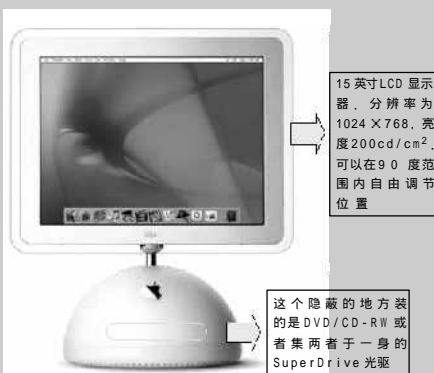 15 英寸LCD 显示
器．分辨率为
1024×768，亮
度200cd/cm²．
可以在90 度范
围内自由调节
位置
这个隐蔽的地方装
的是DVD/CD-RW 或
者集两者于一身的
SuperDrive 光驱